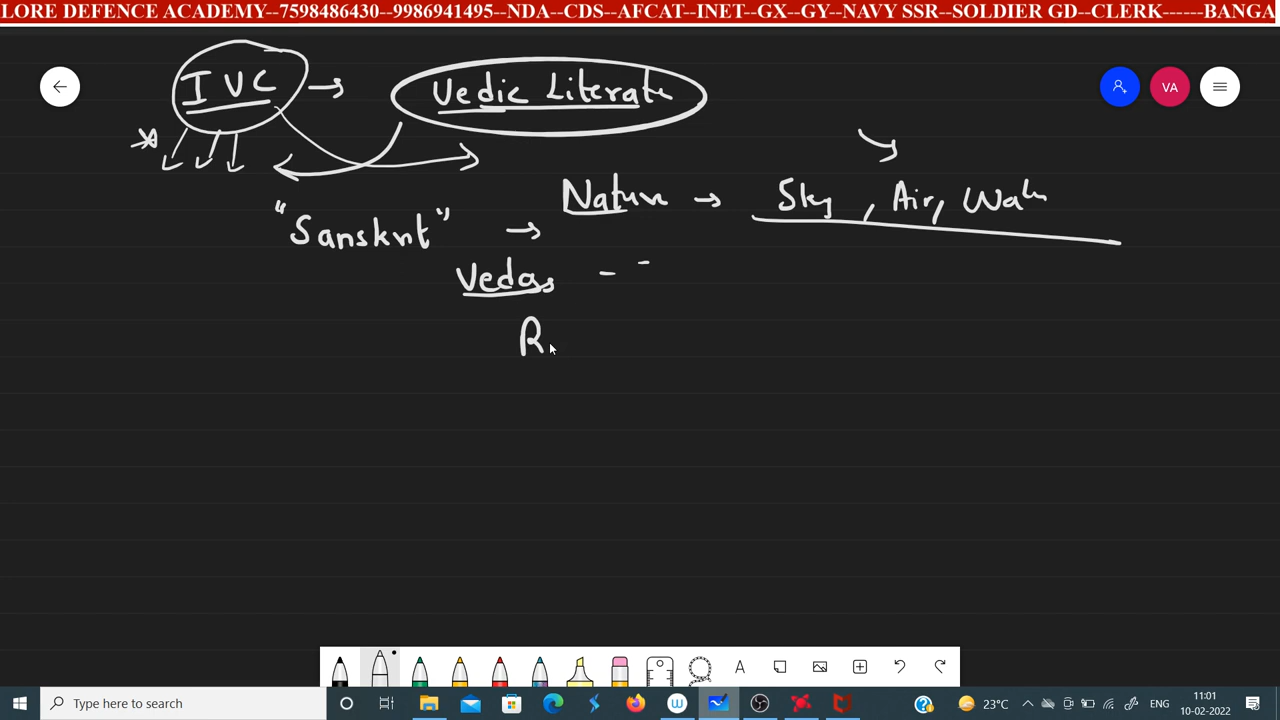 LORE DEFENCE ACADEMY--7598486430--9986941495--NDA--CDS--AFCAT--INET--GX--GY--NAVY SSR--SOLDIER GD--CLERK------BANGA
IVC → Vedic Literate
VA
Nature → Sky, Air, Wate
"Sanskrit" →
Vedas - -
R
A
Type here to search
23°C
ENG
11:01
10-02-2022